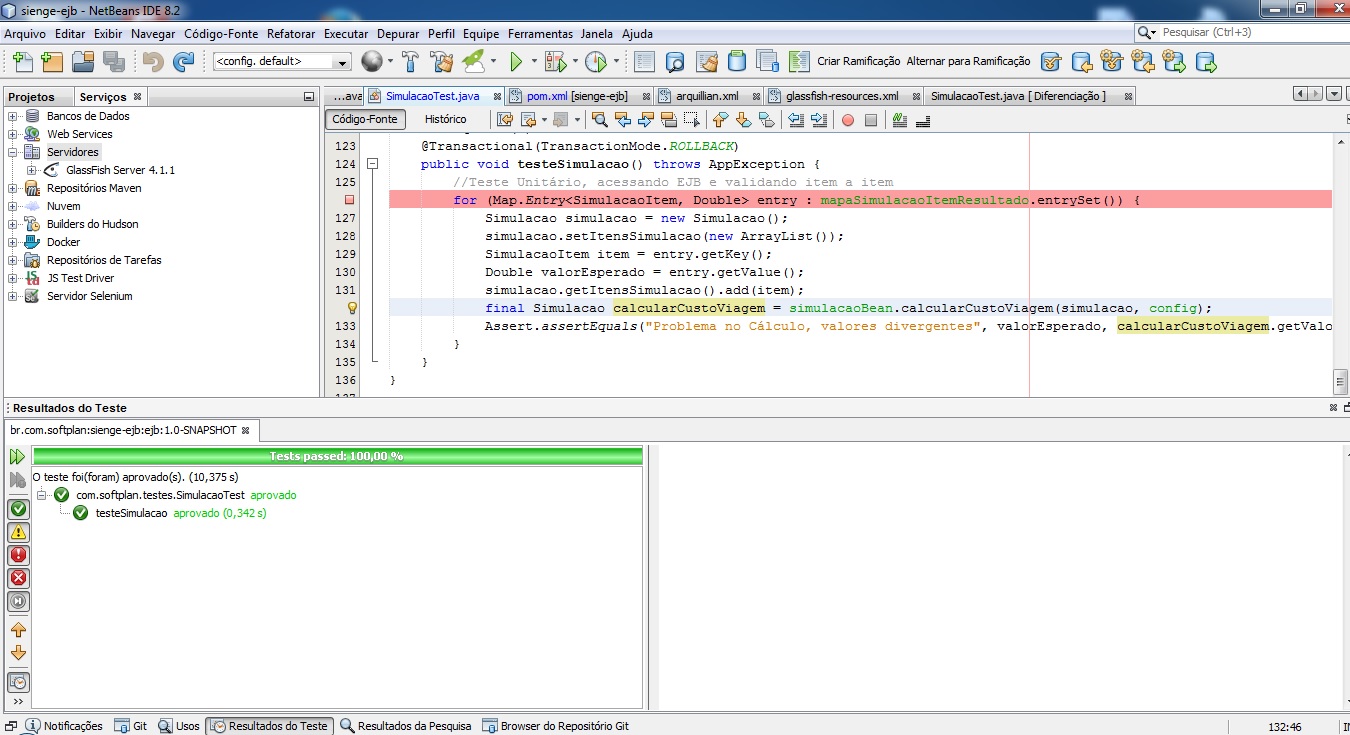 sienge-ejb - NetBeans IDE 8.2
Arquivo Editar Exibir Navegar Código-Fonte Refatorar Executar Depurar Perfil Equipe Ferramentas Janela Ajuda
Pesquisar (Ctrl+3)
<config. default>
Criar Ramificação Alternar para Ramificação
Projetos Serviços
...ava SimulacaoTest.java pom.xml [sienge-ejb] arquillian.xml glassfish-resources.xml SimulacaoTest.java [ Diferenciação ]
Código-Fonte Histórico
Bancos de Dados
Web Services
Servidores
GlassFish Server 4.1.1
Repositórios Maven
Nuvem
Builders do Hudson
Docker
Repositórios de Tarefas
JS Test Driver
Servidor Selenium
123 @Transactional(TransactionMode.ROLLBACK)
124 public void testeSimulacao() throws AppException {
125 //Teste Unitário, acessando EJB e validando item a item
for (Map.Entry<SimulacaoItem, Double> entry : mapaSimulacaoItemResultado.entrySet()) {
127 Simulacao simulacao = new Simulacao();
128 simulacao.setItensSimulacao(new ArrayList());
129 SimulacaoItem item = entry.getKey();
130 Double valorEsperado = entry.getValue();
131 simulacao.getItensSimulacao().add(item);
final Simulacao calcularCustoViagem = simulacaoBean.calcularCustoViagem(simulacao, config);
133 Assert.assertEquals("Problema no Cálculo, valores divergentes", valorEsperado, calcularCustoViagem.getValo
134 }
135 }
136 }
Resultados do Teste
br.com.softplan:sienge-ejb:ejb:1.0-SNAPSHOT
Tests passed: 100,00 %
O teste foi(foram) aprovado(s). (10,375 s)
com.softplan.testes.SimulacaoTest aprovado
testeSimulacao aprovado (0,342 s)
>>
Notificações Git Usos Resultados do Teste Resultados da Pesquisa Browser do Repositório Git
132:46